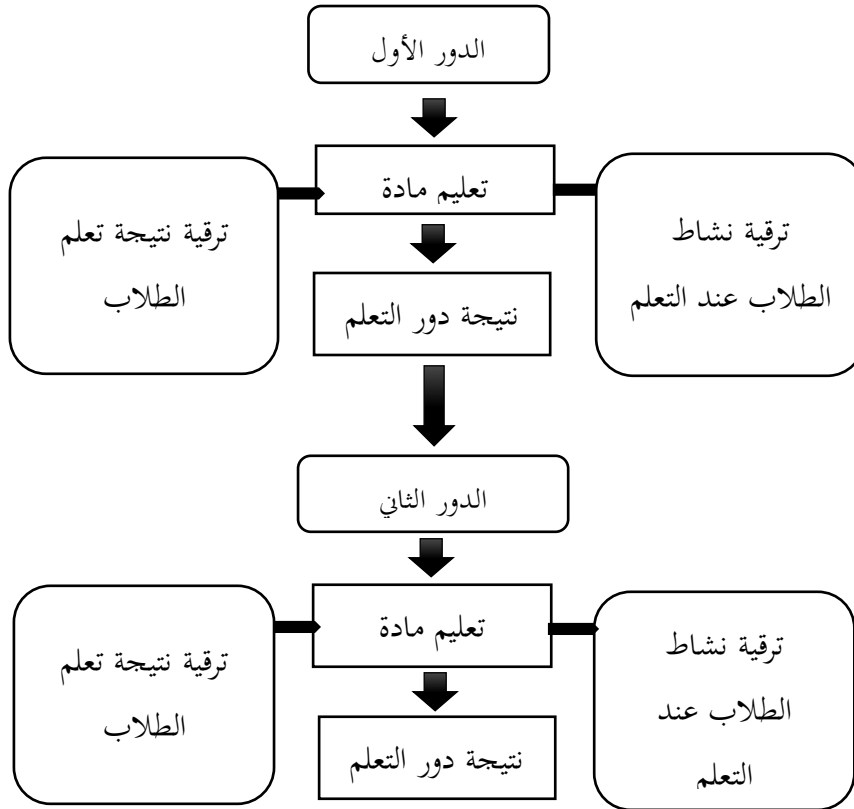 الدور الأول
تعليم مادة
ترقية نشاط
الطلاب عند التعلم
ترقية نتيجة تعلم
الطلاب
نتيجة دور التعلم
الدور الثاني
تعليم مادة
ترقية نشاط
الطلاب عند
التعلم
ترقية نتيجة تعلم
الطلاب
نتيجة دور التعلم